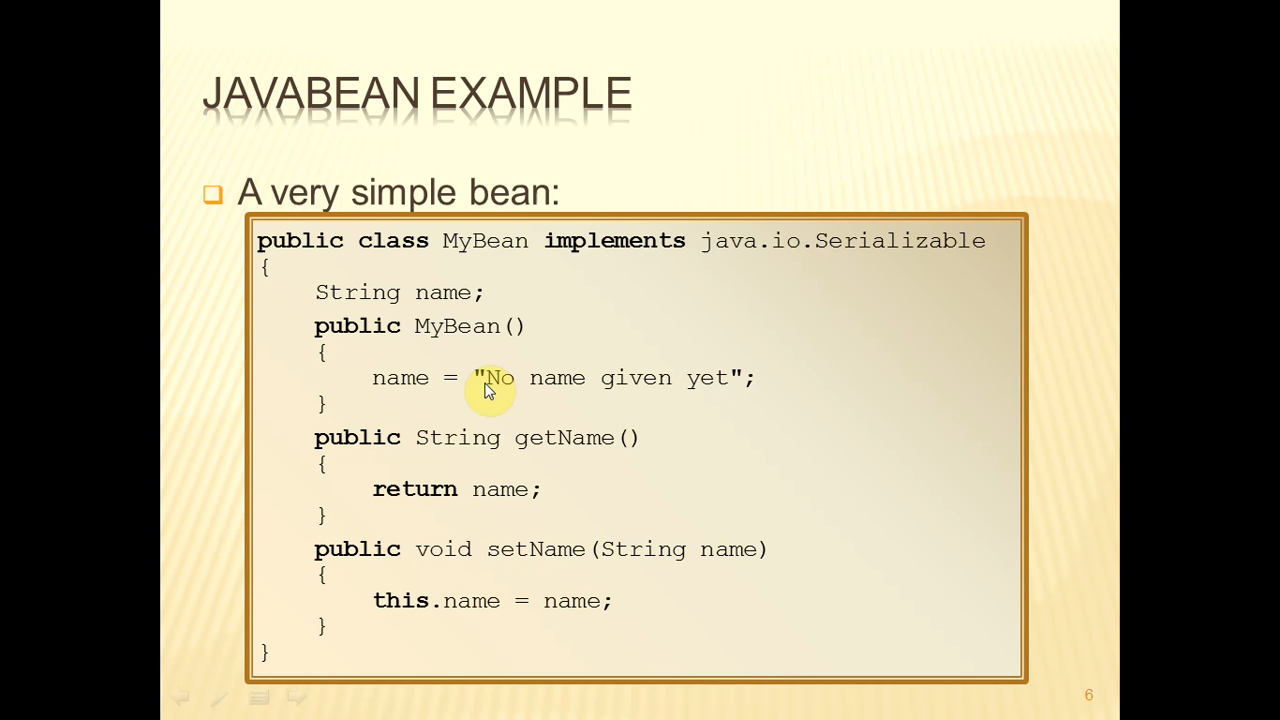 JAVABEAN EXAMPLE
A very simple bean:
public class MyBean implements java.io.Serializable
{
    String name;
    public MyBean()
    {
        name = "No name given yet";
    }
    public String getName()
    {
        return name;
    }
    public void setName(String name)
    {
        this.name = name;
    }
}
6